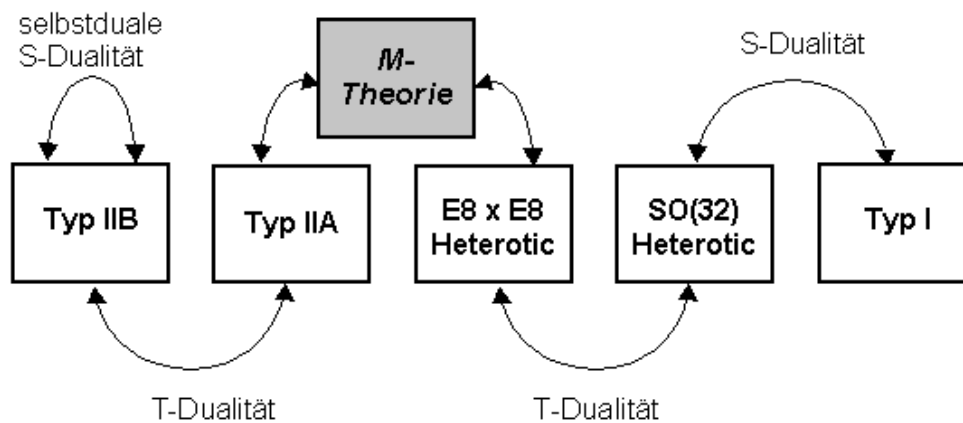 selbstduale
S-Dualität
M-
Theorie
S-Dualität
Typ IIB
Typ IIA
E8 x E8
Heterotic
SO(32)
Heterotic
Typ I
T-Dualität
T-Dualität